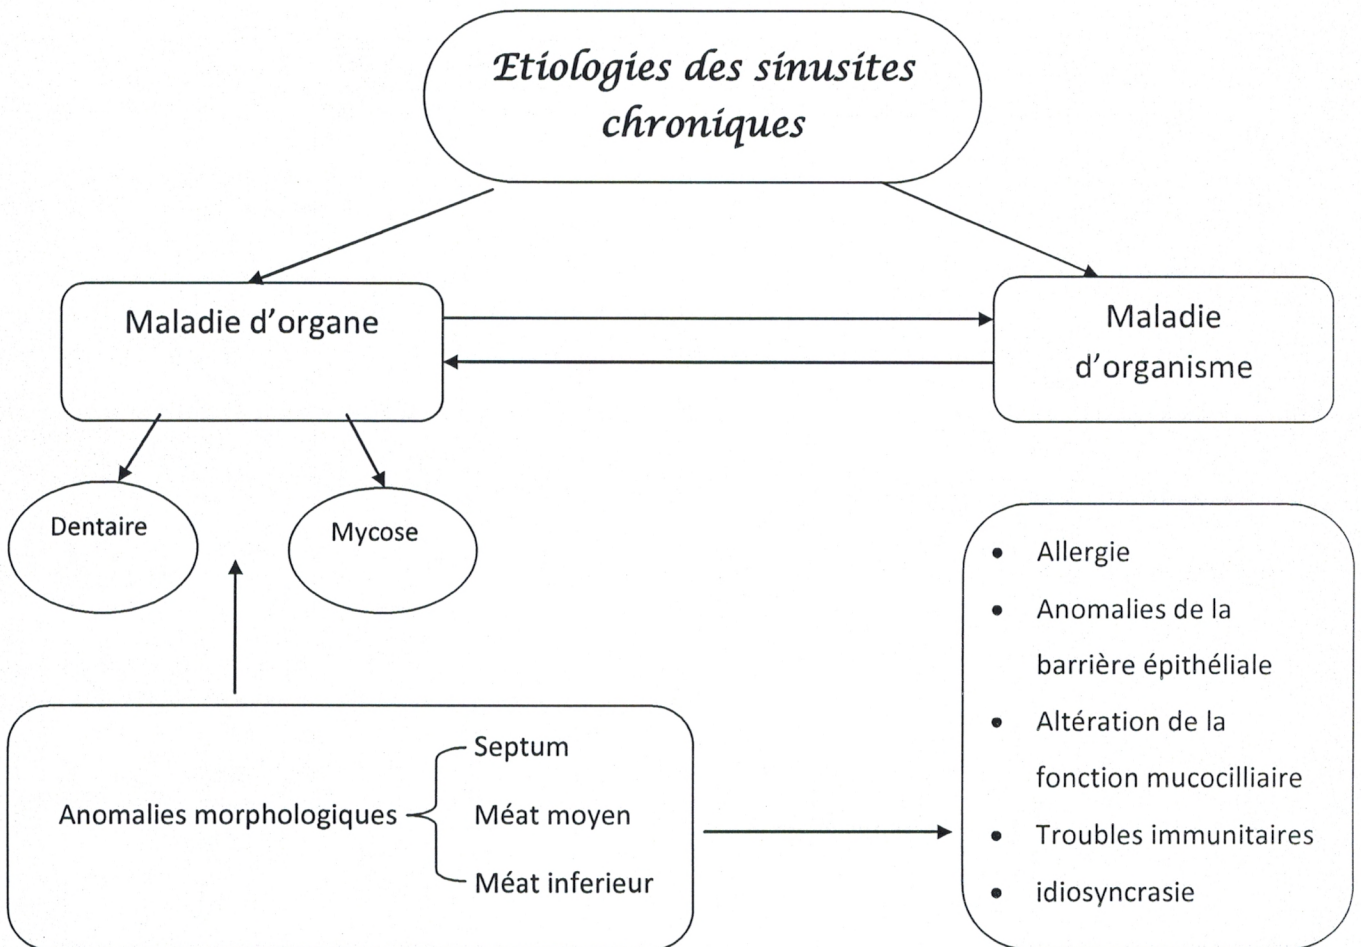 Etiologies des sinusites
chroniques
Maladie d’organe
Maladie
d’organisme
Dentaire
Mycose
Anomalies morphologiques
Septum
Méat moyen
Méat inferieur
• Allergie
• Anomalies de la
barrière épithéliale
• Altération de la
fonction mucocilliaire
• Troubles immunitaires
• idiosyncrasie